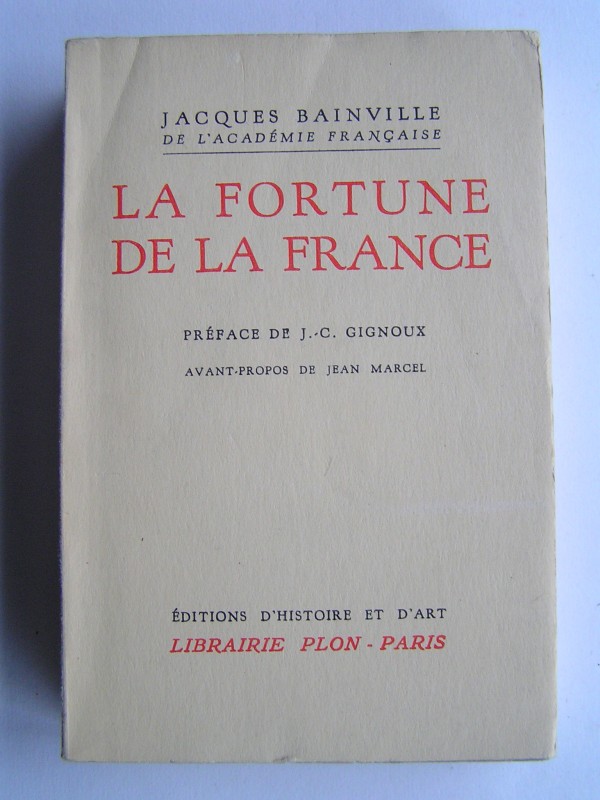 JACQUES BAINVILLE
DE L'ACADÉMIE FRANÇAISE
LA FORTUNE
DE LA FRANCE
PRÉFACE DE J.-C. GIGNOUX
AVANT-PROPOS DE JEAN MARCEL
ÉDITIONS D'HISTOIRE ET D'ART
LIBRAIRIE PLON - PARIS